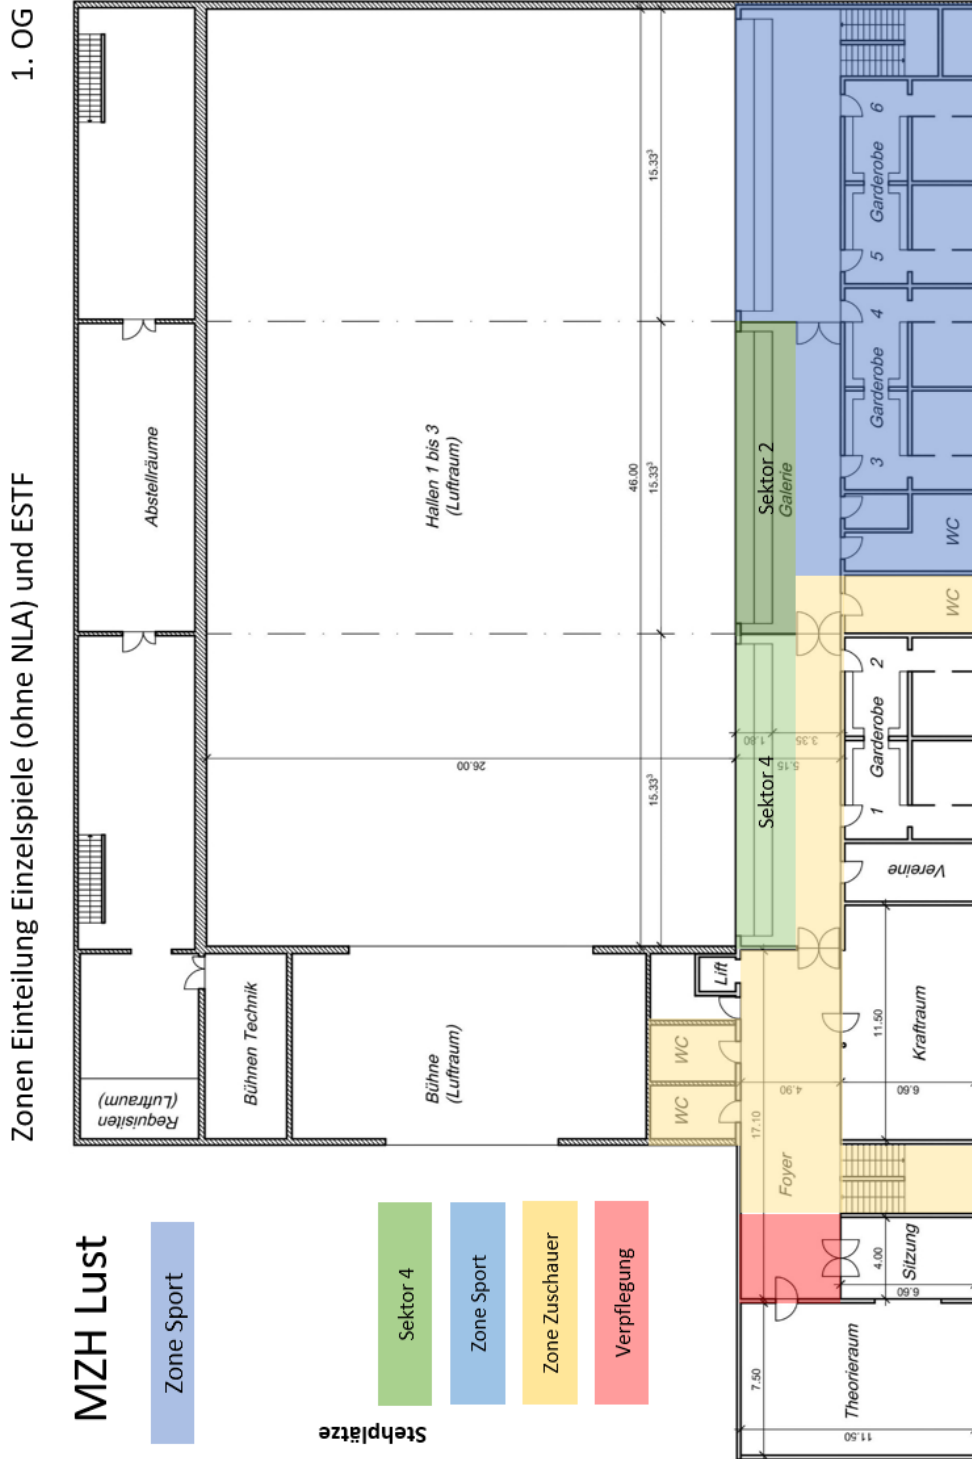 Zonen Einteilung Einzelspiele (ohne NLA) und ESTF
1. OG
MZH Lust
Zone Sport
Stehplätze
Sektor 4
Zone Sport
Zone Zuschauer
Verpflegung
Requisiten
(Luftraum)
Bühnen Technik
Bühne
(Luftraum)
Abstellräume
Hallen 1 bis 3
(Luftraum)
26.00
46.00
15.33³
15.33³
15.33³
WC
WC
Lift
Sektor 4
Sektor 2
Galerie
1.80
3.35
5.15
4.90
17.10
Foyer
7.50
11.50
Theorieraum
4.00
6.60
Sitzung
11.50
6.60
Kraftraum
Vereine
1
Garderobe
2
WC
WC
3
Garderobe
4
5
Garderobe
6